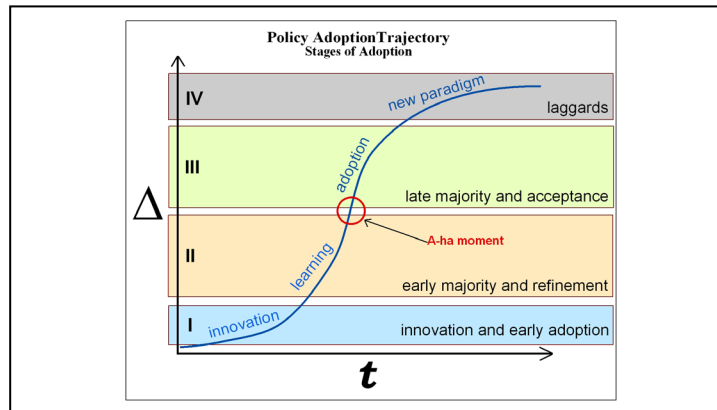 Policy AdoptionTrajectory
Stages of Adoption
IV
new paradigm
laggards
III
adoption
late majority and acceptance
Δ
A-ha moment
II
learning
early majority and refinement
I
innovation
innovation and early adoption
t